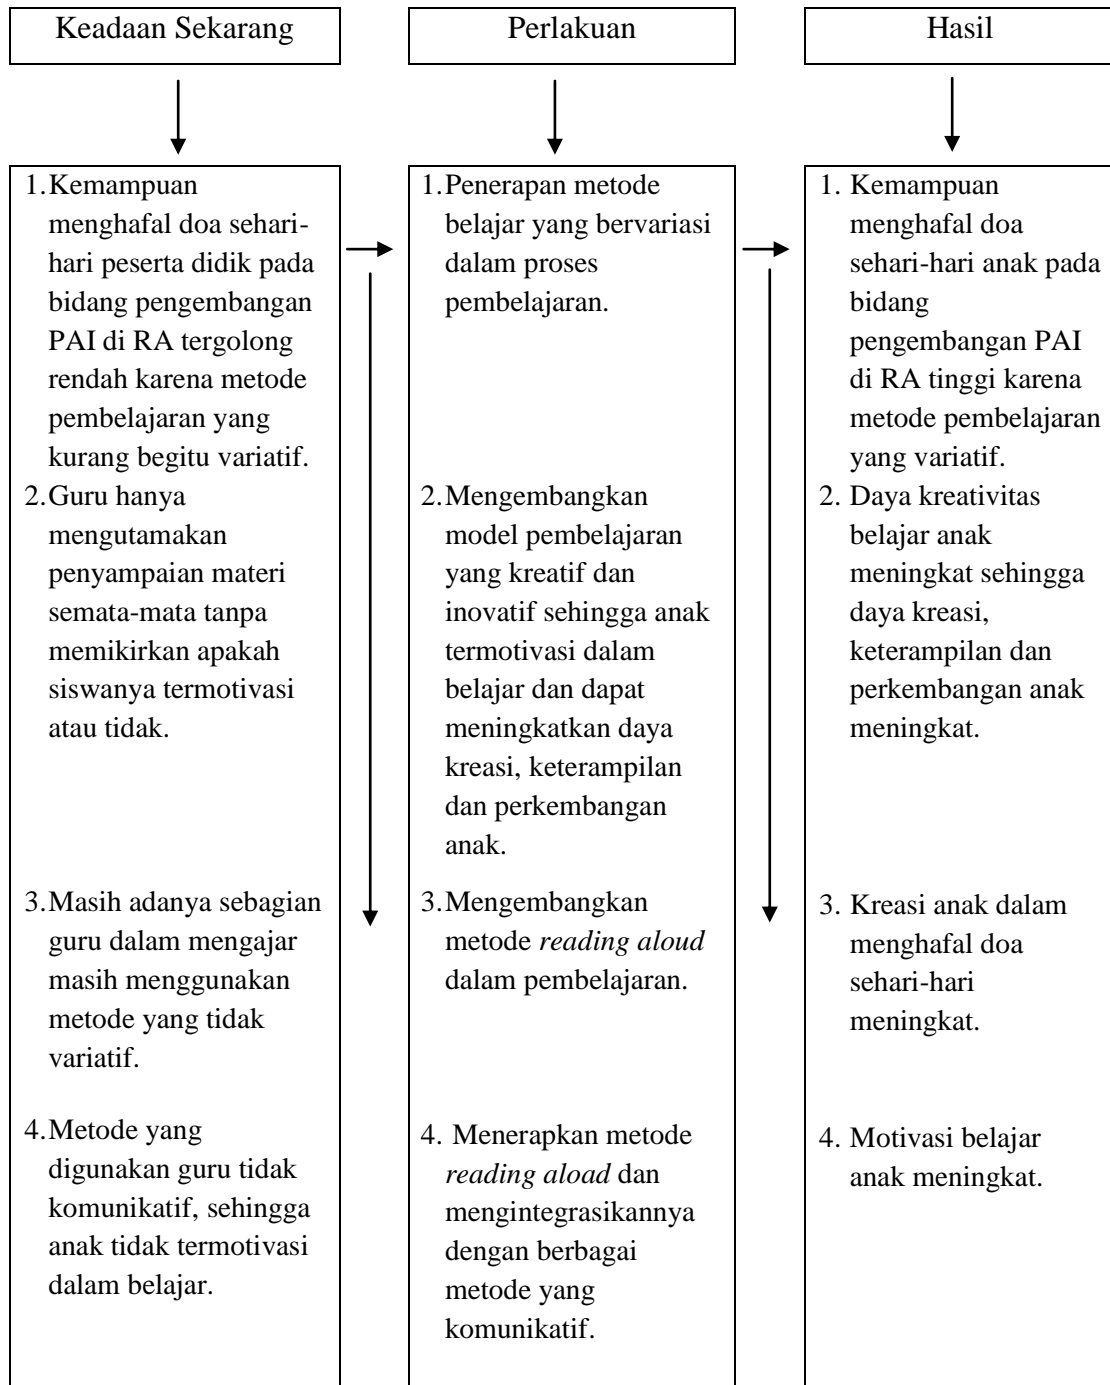 Keadaan Sekarang
Perlakuan
Hasil
1.Kemampuan
menghafal doa sehari-
hari peserta didik pada
bidang pengembangan
PAI di RA tergolong
rendah karena metode
pembelajaran yang
kurang begitu variatif.
2.Guru hanya
mengutamakan
penyampaian materi
semata-mata tanpa
memikirkan apakah
siswanya termotivasi
atau tidak.
3.Masih adanya sebagian
guru dalam mengajar
masih menggunakan
metode yang tidak
variatif.
4.Metode yang
digunakan guru tidak
komunikatif, sehingga
anak tidak termotivasi
dalam belajar.
1.Penerapan metode
belajar yang bervariasi
dalam proses
pembelajaran.
2.Mengembangkan
model pembelajaran
yang kreatif dan
inovatif sehingga anak
termotivasi dalam
belajar dan dapat
meningkatkan daya
kreasi, keterampilan
dan perkembangan
anak.
3.Mengembangkan
metode reading aloud
dalam pembelajaran.
4. Menerapkan metode
reading aload dan
mengintegrasikannya
dengan berbagai
metode yang
komunikatif.
1. Kemampuan
menghafal doa
sehari-hari anak pada
bidang
pengembangan PAI
di RA tinggi karena
metode pembelajaran
yang variatif.
2. Daya kreativitas
belajar anak
meningkat sehingga
daya kreasi,
keterampilan dan
perkembangan anak
meningkat.
3. Kreasi anak dalam
menghafal doa
sehari-hari
meningkat.
4. Motivasi belajar
anak meningkat.